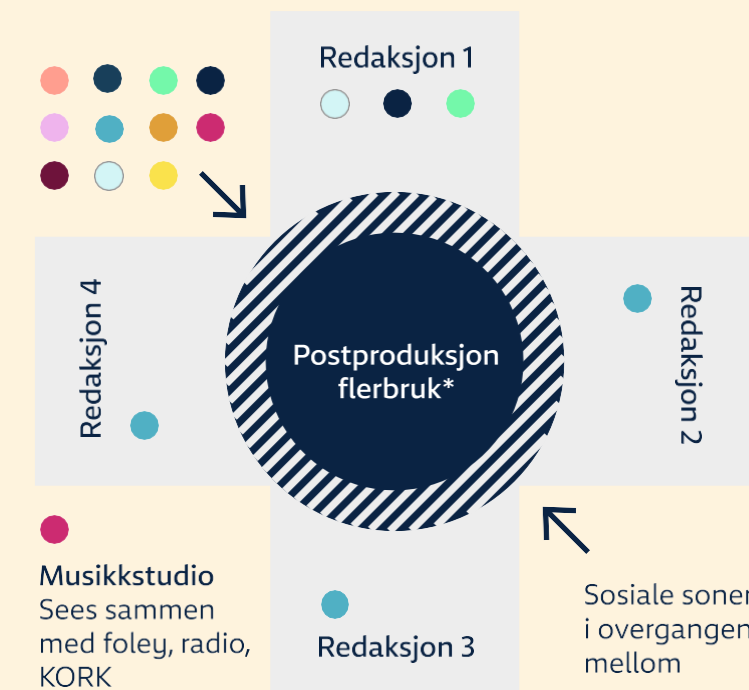 Redaksjon 1
Redaksjon 4
Postproduksjon
flerbruk*
Redaksjon 2
Musikkstudio
Sees sammen
med foley, radio,
KORK
Redaksjon 3
Sosiale soner
i overgangen
mellom